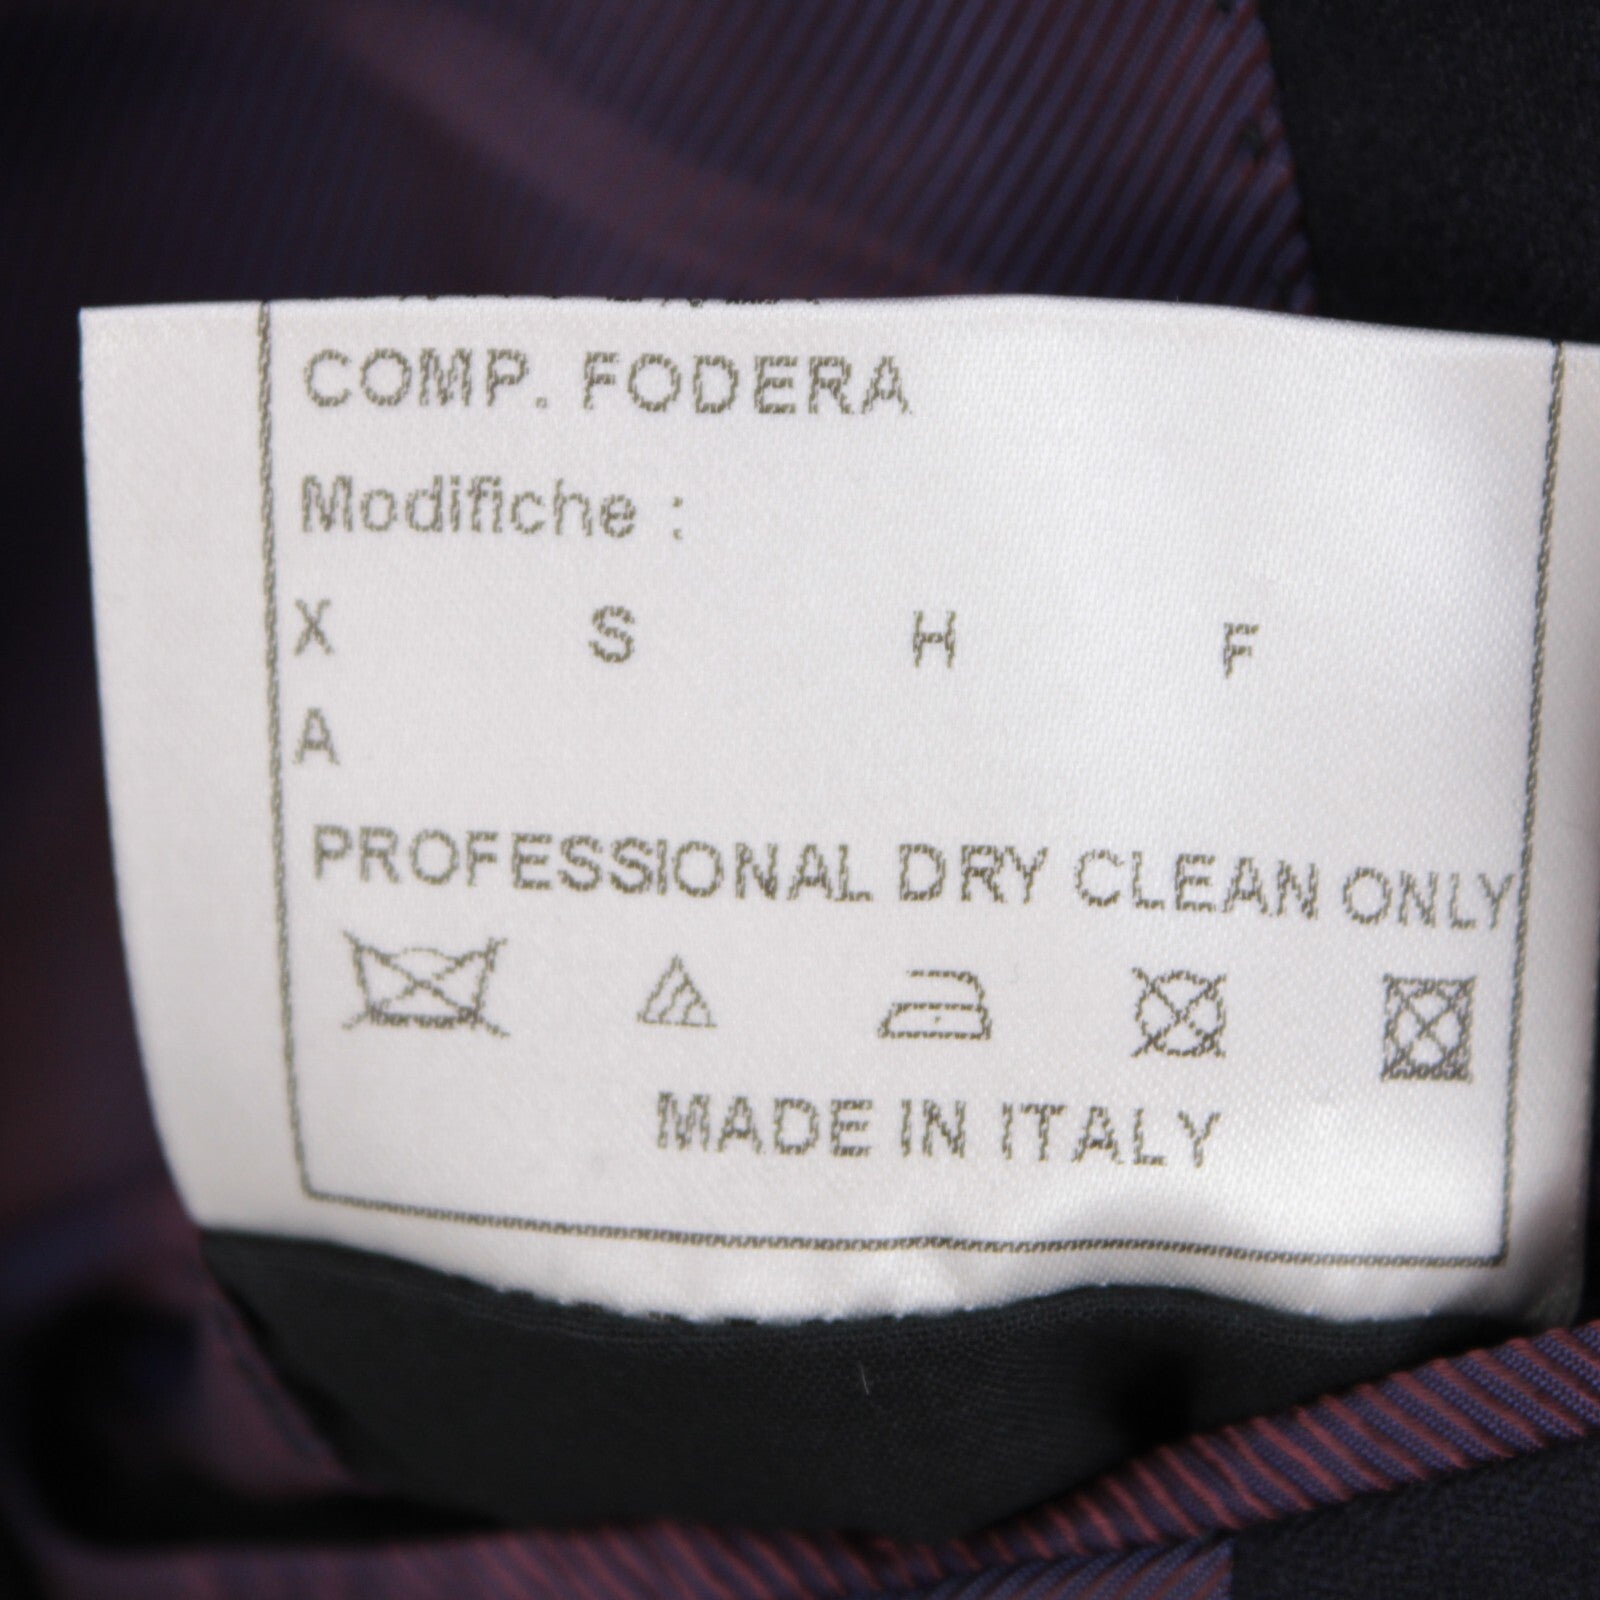 COMP. FODERA
Modifiche :
X S H F
A
PROFESSIONAL DRY CLEAN ONLY
MADE IN ITALY